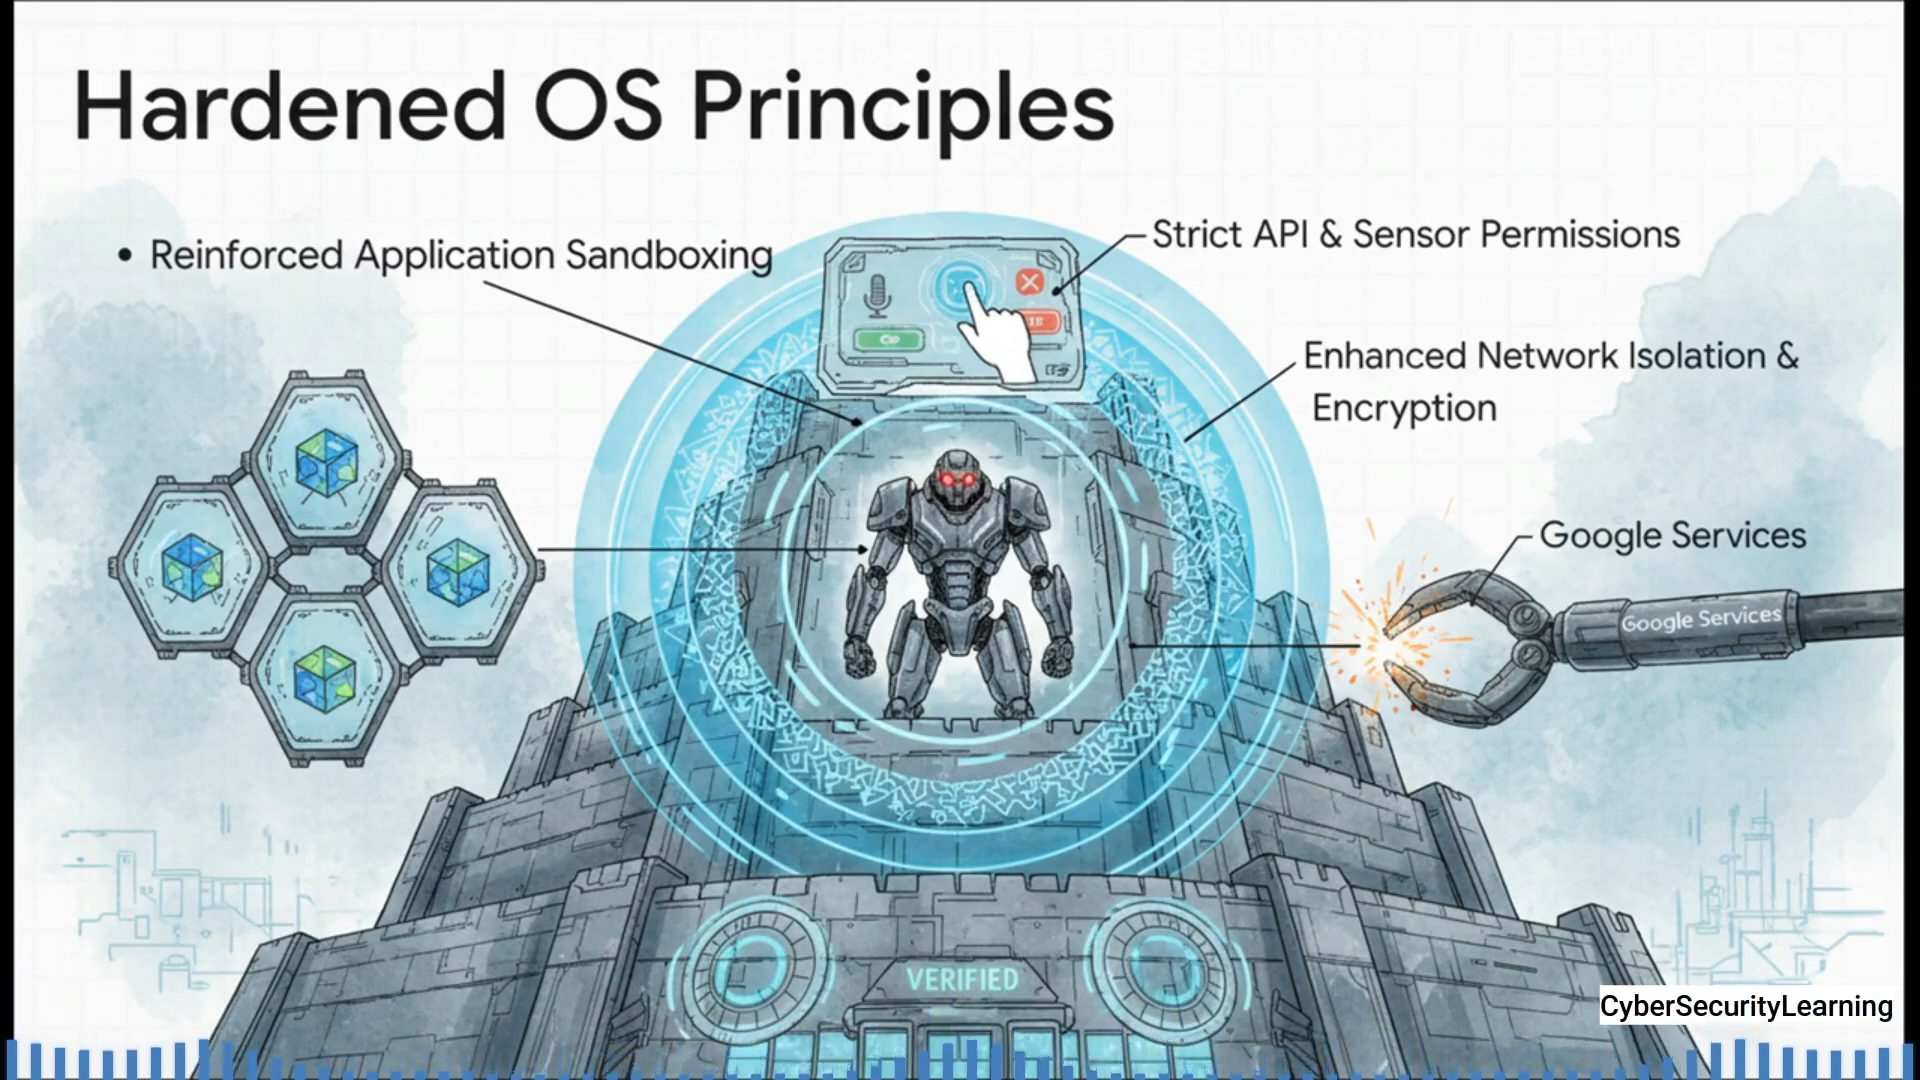 Hardened OS Principles
• Reinforced Application Sandboxing
Strict API & Sensor Permissions
Enhanced Network Isolation &
Encryption
Google Services
Google Services
VERIFIED
CyberSecurityLearning